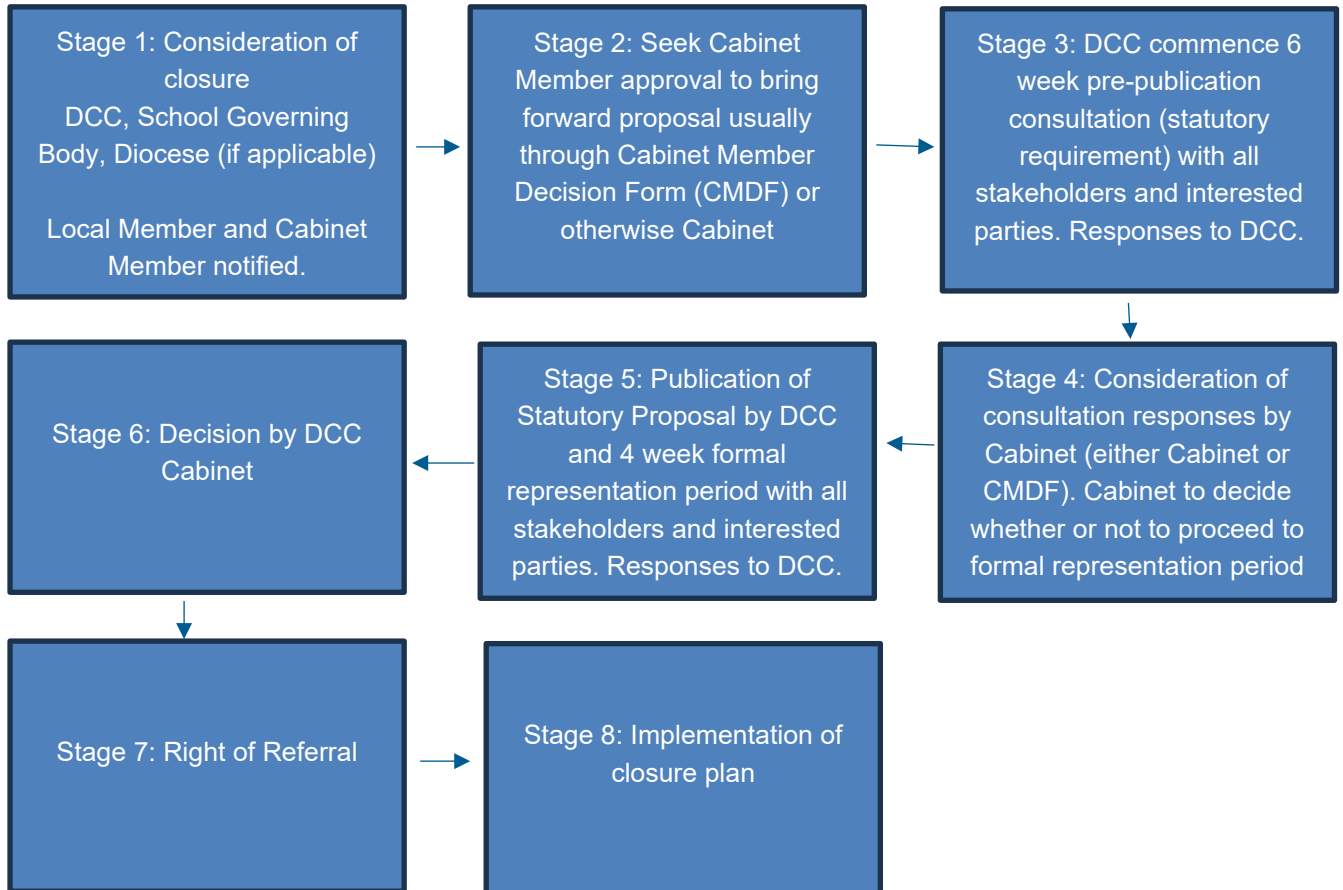 Stage 1: Consideration of
closure
DCC, School Governing
Body, Diocese (if applicable)
Local Member and Cabinet
Member notified.
Stage 2: Seek Cabinet
Member approval to bring
forward proposal usually
through Cabinet Member
Decision Form (CMDF) or
otherwise Cabinet
Stage 3: DCC commence 6
week pre-publication
consultation (statutory
requirement) with all
stakeholders and interested
parties. Responses to DCC.
Stage 4: Consideration of
consultation responses by
Cabinet (either Cabinet or
CMDF). Cabinet to decide
whether or not to proceed to
formal representation period
Stage 5: Publication of
Statutory Proposal by DCC
and 4 week formal
representation period with all
stakeholders and interested
parties. Responses to DCC.
Stage 6: Decision by DCC
Cabinet
Stage 7: Right of Referral
Stage 8: Implementation of
closure plan